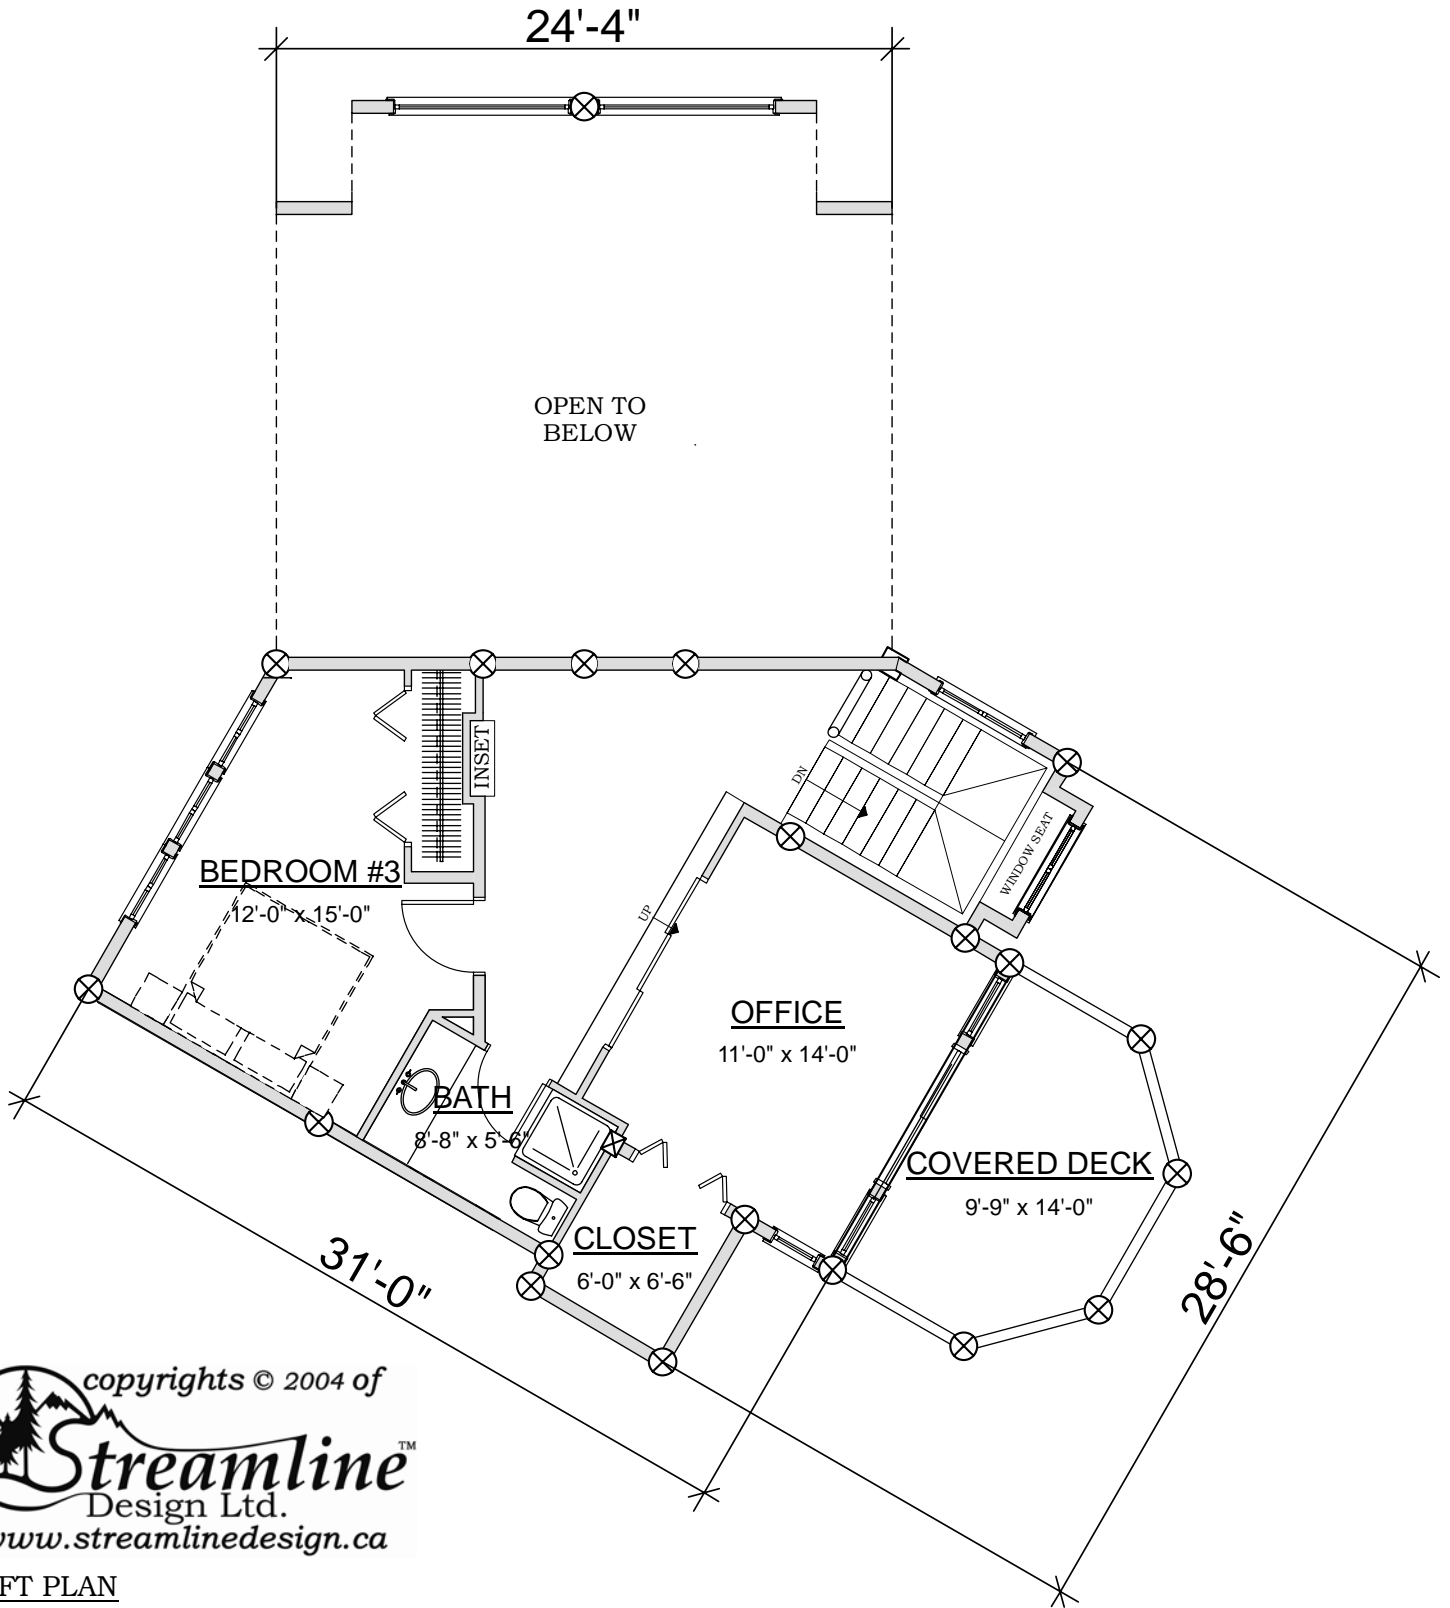 24'-4"
OPEN TO
BELOW
INSET
DN
WINDOW SEAT
BEDROOM #3
12'-0" x 15'-0"
UP
OFFICE
11'-0" x 14'-0"
BATH
8'-8" x 5'-6"
COVERED DECK
9'-9" x 14'-0"
CLOSET
6'-0" x 6'-6"
31'-0"
28'-6"
copyrights © 2004 of
Streamline™
Design Ltd.
www.streamlinedesign.ca
FT PLAN